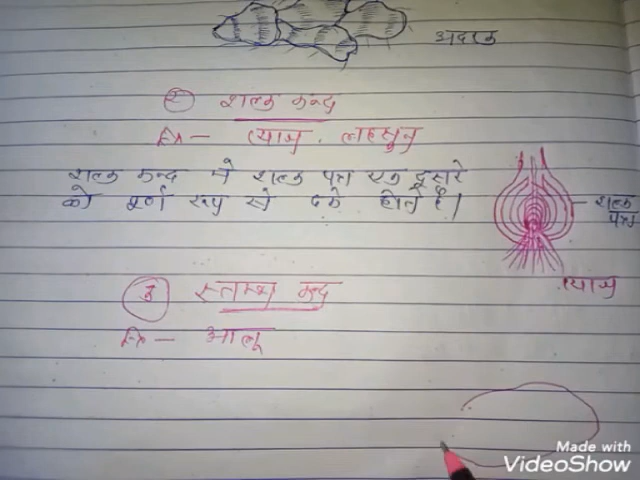 अदरक
२ शल्क कन्द
Ex- प्याज, लहसुन
शल्क कन्द मे शल्क पत्र एक दूसरे
को पूर्ण रूप से ढके होते है।
शल्क
पत्र
प्याज
3 स्तम्भ कन्द
Ex- आलू
Made with
VideoShow